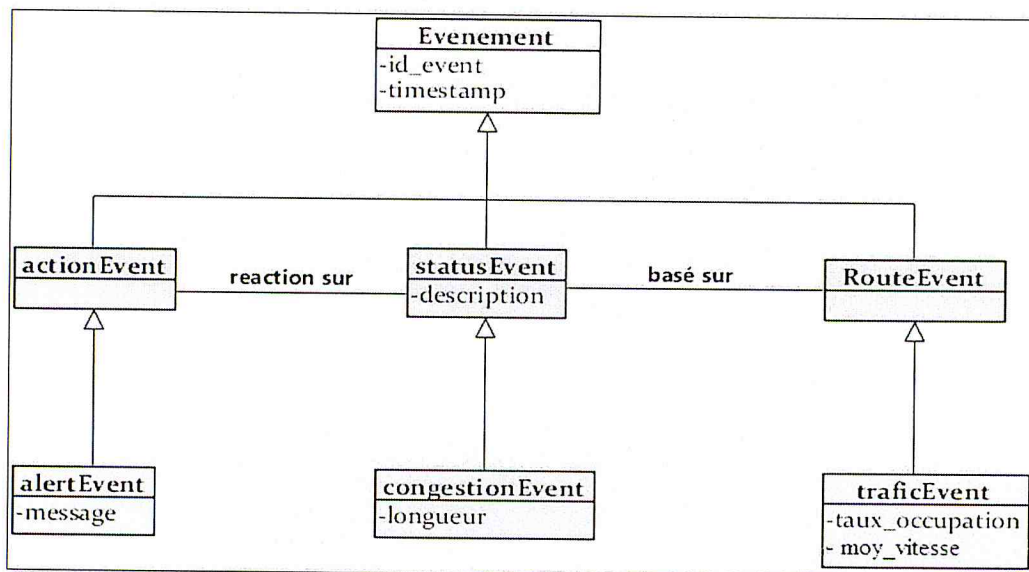 Evenement
-id_event
-timestamp
actionEvent
reaction sur
statusEvent
-description
basé sur
RouteEvent
alertEvent
-message
congestionEvent
-longueur
traficEvent
-taux_occupation
- moy_vitesse